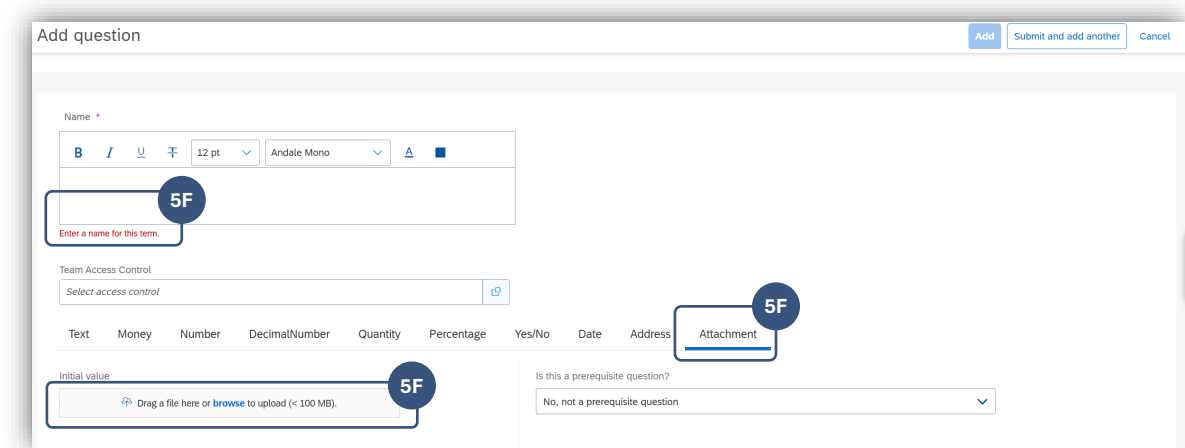 Add question Add Submit and add another Cancel
Name *
B I U T 12 pt Andale Mono A
5F
Enter a name for this term.
Team Access Control
Select access control
5F
Text Money Number DecimalNumber Quantity Percentage Yes/No Date Address Attachment
Initial value Is this a prerequisite question?
5F
Drag a file here or browse to upload (< 100 MB). No, not a prerequisite question